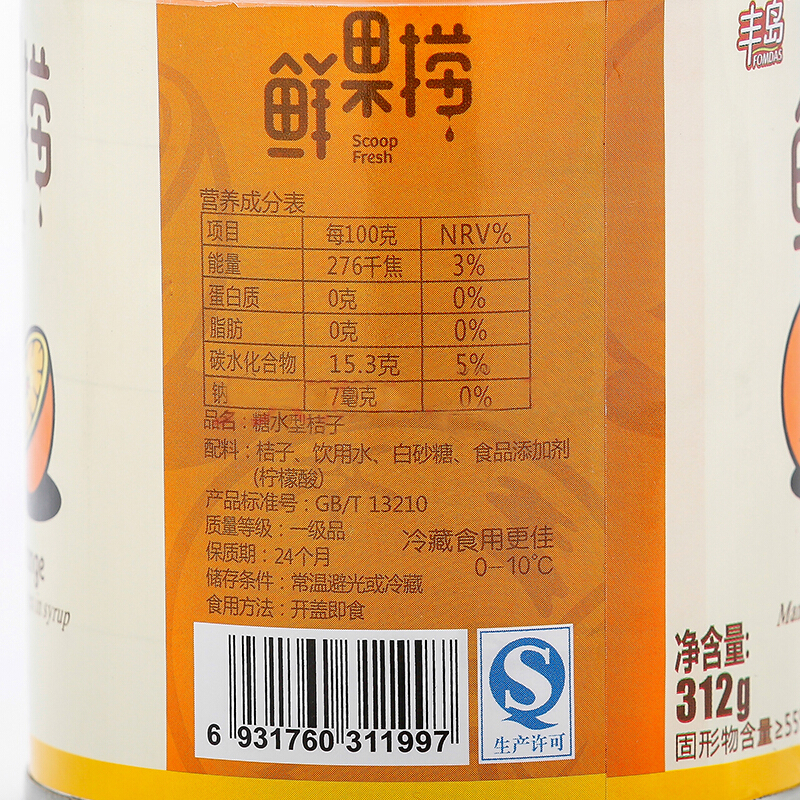 鲜果捞
Scoop
Fresh
丰岛
FOMDAS
捞
营养成分表
项目 每100克 NRV%
能量 276千焦 3%
蛋白质 0克 0%
脂肪 0克 0%
碳水化合物 15.3克 5%
钠 7毫克 0%
品名：糖水型桔子
配料：桔子、饮用水、白砂糖、食品添加剂
(柠檬酸)
产品标准号：GB/T 13210
质量等级：一级品
保质期：24个月
储存条件：常温避光或冷藏
食用方法：开盖即食
冷藏食用更佳
0—10℃
6 931760 311997
生产许可
净含量:
312g
固形物含量≥55
nge
in syrup